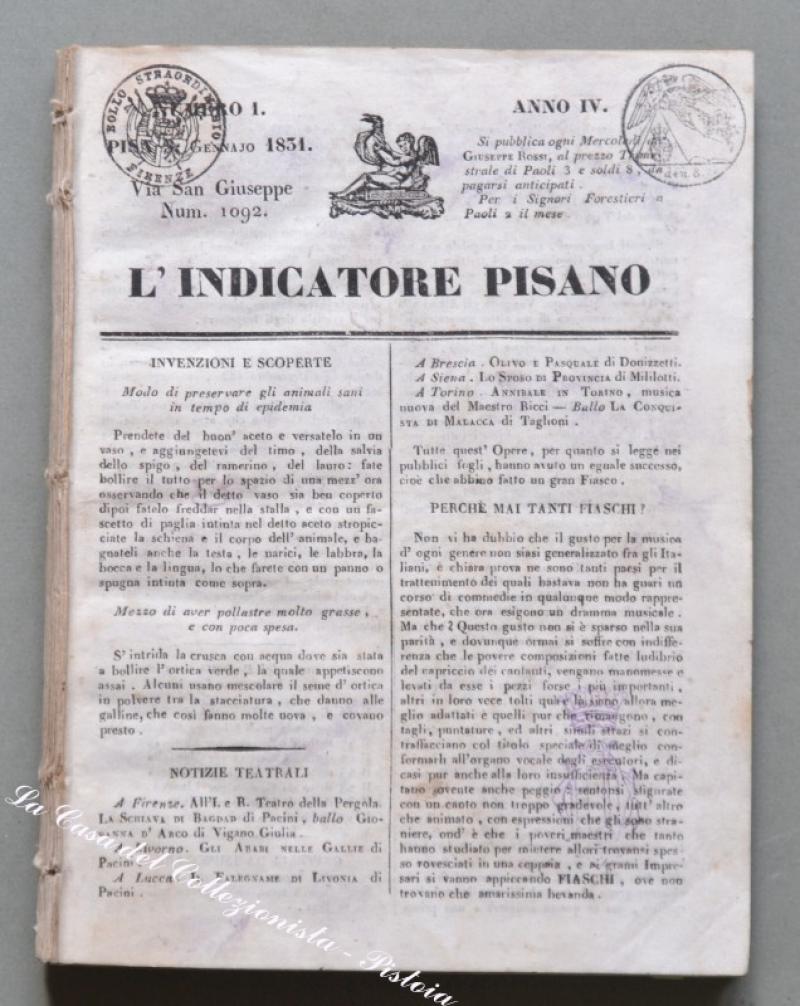 BOLLO STRAORDINARIO
FIRENZE
NUMERO 1.
PISA GENNAJO 1831.
Via San Giuseppe
Num. 1092.
ANNO IV.
Si pubblica ogni Mercoledì da
GIUSEPPE ROSSI, al prezzo Trime
strale di Paoli 3 e soldi 8, da
pagarsi anticipati.
Per i Signori Forestieri a
Paoli 2 il mese.
den. 8.
L'INDICATORE PISANO
INVENZIONI E SCOPERTE
Modo di preservare gli animali sani
in tempo di epidemia
Prendete del buon' aceto e versatelo in un
vaso, e aggiungetevi del timo, della salvia
dello spigo, del ramerino, del lauro: fate
bollire il tutto per lo spazio di una mezz' ora
osservando che il detto vaso sia ben coperto
dipoi fatelo freddar nella stalla, e con un fa-
scetto di paglia intinta nel detto aceto stropic-
ciate la schiena e il corpo dell' animale, e ba-
gnateli anche la testa, le narici, le labbra, la
bocca e la lingua, lo che farete con un panno o
spugna intinta come sopra.
Mezzo di aver pollastre molto grasse,
e con poca spesa.
S' intrida la crusca con acqua dove sia stata
a bollire l' ortica verde, la quale appetiscono
assai. Alcuni usano mescolare il seme d' ortica
in polvere tra la stacciatura, che danno alle
galline, che così fanno molte uova, e covano
presto.
NOTIZIE TEATRALI
A Firenze. All'I. e R. Teatro della Pergola.
LA SCHIAVA DI BAGDAD di Pacini, ballo GIO-
VANNA D' ARCO di Vigano Giulia.
A Livorno. GLI ARABI NELLE GALLIE di
Pacini
A Lucca. IL FALEGNAME DI LIVONIA di
Pacini.
A Brescia. OLIVO E PASQUALE di Donizzetti.
A Siena. LO SPOSO DI PROVINCIA di Mililotti.
A Torino. ANNIBALE IN TORINO, musica
nuova del Maestro Ricci — Ballo LA CONQUI-
STA DI MALACCA di Taglioni.
Tutte quest' Opere, per quanto si legge nei
pubblici fogli, hanno avuto un eguale successo,
cioè che abbino fatto un gran Fiasco.
PERCHÈ MAI TANTI FIASCHI?
Non vi ha dubbio che il gusto per la musica
d' ogni genere non siasi generalizzato fra gli Ita-
liani, e chiara prova ne sono tanti paesi per il
trattenimento dei quali bastava non ha guari un
corso di commedie in qualunque modo rappre-
sentate, che ora esigono un dramma musicale.
Ma che? Questo gusto non si è sparso nella sua
parità, e dovunque ormai si soffre con indiffe-
renza che le povere composizioni fatte ludibrio
del capriccio dei cantanti, vengano manomesse e
levati da esse i pezzi forse, più importanti,
altri in loro vece tolti quà e là sieno allora me-
glio adattati e quelli pur che rimangono, con
tagli, puntature, ed altri simili strazi si con-
traffacciano col titolo speciale di meglio con-
formarli all'organo vocale degli esecutori, e di-
casi pur anche alla loro insufficienza. Ma capi-
tano sovente anche peggio sentonsi sfigurate
con un canto non troppo gradevole, tutt' altro
che animato, con espressioni che gli sono stra-
niere, ond' è che i poveri maestri che tanto
hanno studiato per mietere allori trovansi spes-
so rovesciati in una ceppaia, e ai grami Impre-
sari si vanno appiccando FIASCHI, ove non
trovano che amarissima bevanda.
La Casa del Collezionista - Pistoia